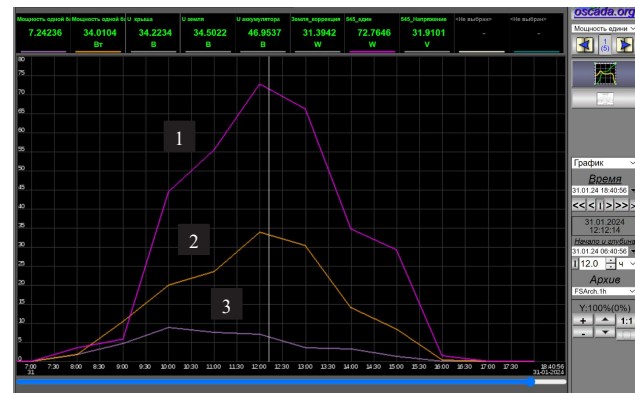 Мощность одной ба Мощность одной ба U крыша U земля U аккумулятора Земля_коррекция 545_един 545_Напряжение <Не выбран> <Не выбран>
7.24236 34.0104 34.2234 34.5022 46.9537 31.3942 72.7646 31.9101 - -
Вт В В В W W V
80
75
70
65
60
55
50
45
40
35
30
25
20
15
10
5
0
1
2
3
7:00 7:30 8:00 8:30 9:00 9:30 10:00 10:30 11:00 11:30 12:00 12:30 13:00 13:30 14:00 14:30 15:00 15:30 16:00 16:30 17:00 17:30 18:40:56
31 31-01-2024
oscada.org
Мощность едини
1
(5)
График
Время
31.01.24 18:40:56
<< < || > >> >
31.01.2024
12:12:14
Начало и глубина
31.01.24 06:40:56
12.0 ч
Архив
FSArch.1h
Y:100%(0%)
+ 1:1
-